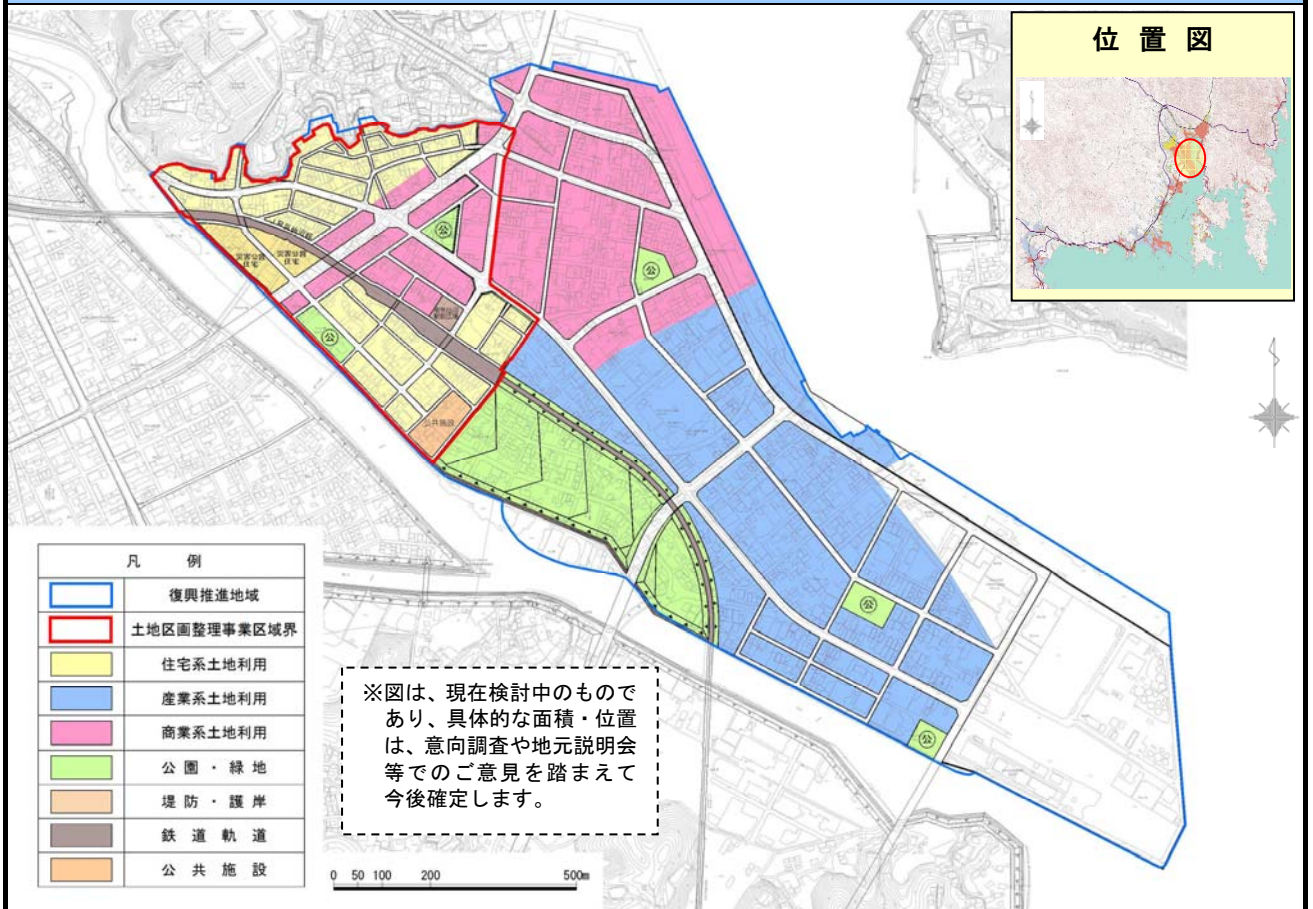 位 置 図
公
公
災害公営
住宅
災害公営
住宅
公
公共施設
公
公
凡 例
復興推進地域
土地区画整理事業区域界
住宅系土地利用
産業系土地利用
商業系土地利用
公 園 ・ 緑 地
堤 防 ・ 護 岸
鉄 道 軌 道
公 共 施 設
※図は、現在検討中のもので
あり、具体的な面積・位置
は、意向調査や地元説明会
等でのご意見を踏まえて
今後確定します。
0 50 100 200 500m